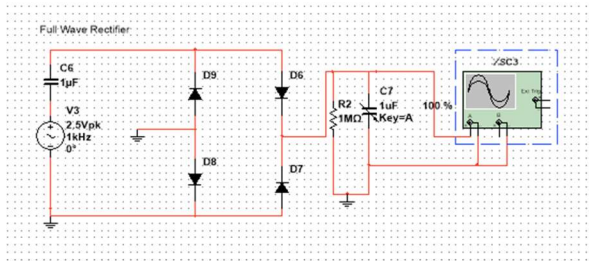 Full Wave Rectifier
C6
1µF
V3
2.5Vpk
1kHz
0°
D9
D6
D8
D7
R2
1MΩ
C7
1uF
Key=A
100 %
XSC3
Ext Trig
A
B